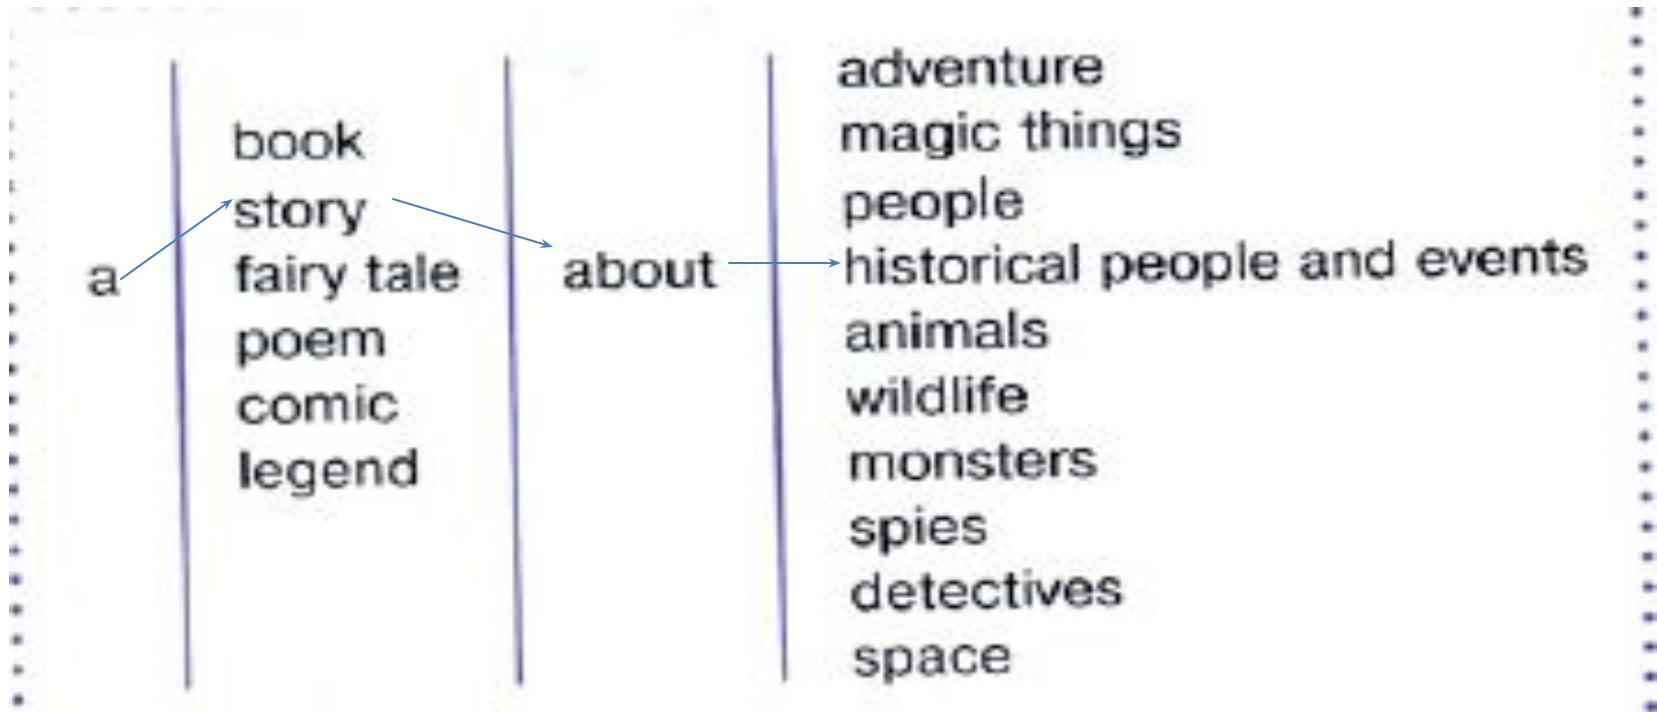 a
book
story
fairy tale
poem
comic
legend
about
adventure
magic things
people
historical people and events
animals
wildlife
monsters
spies
detectives
space